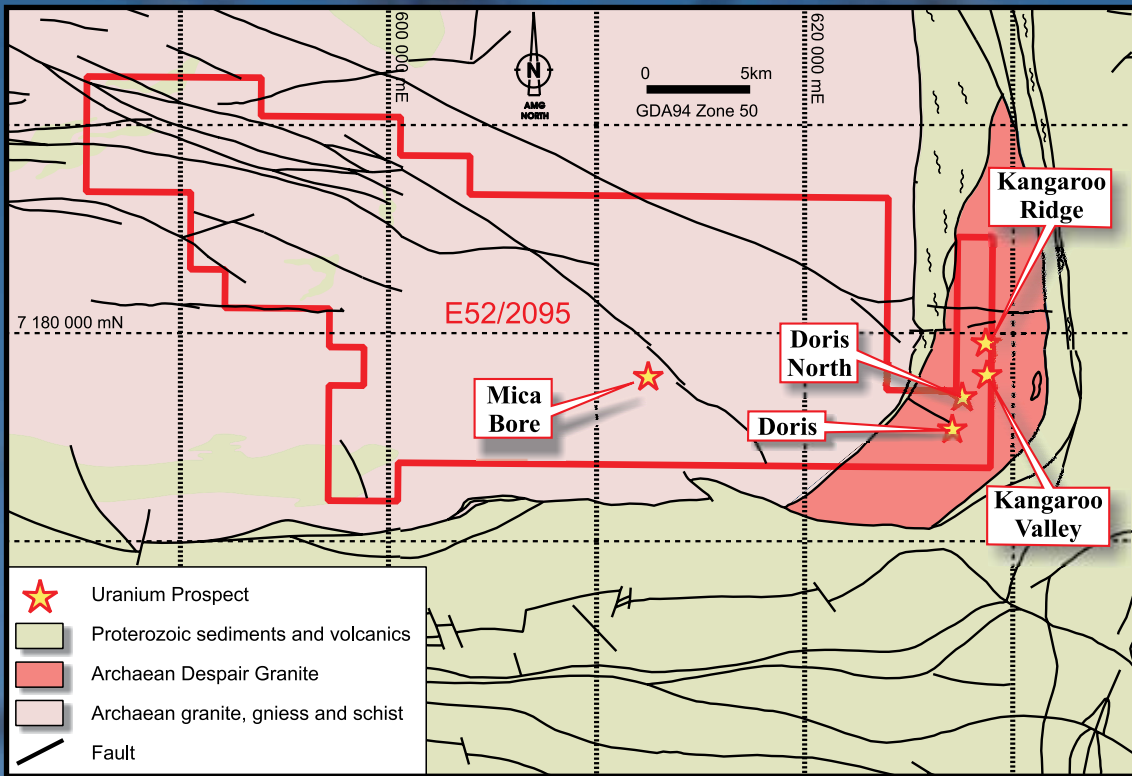 600 000 mE
620 000 mE
N
AMG
NORTH
0 5km
GDA94 Zone 50
Kangaroo
Ridge
7 180 000 mN
E52/2095
Doris
North
Mica
Bore
Doris
Kangaroo
Valley
Uranium Prospect
Proterozoic sediments and volcanics
Archaean Despair Granite
Archaean granite, gniess and schist
Fault